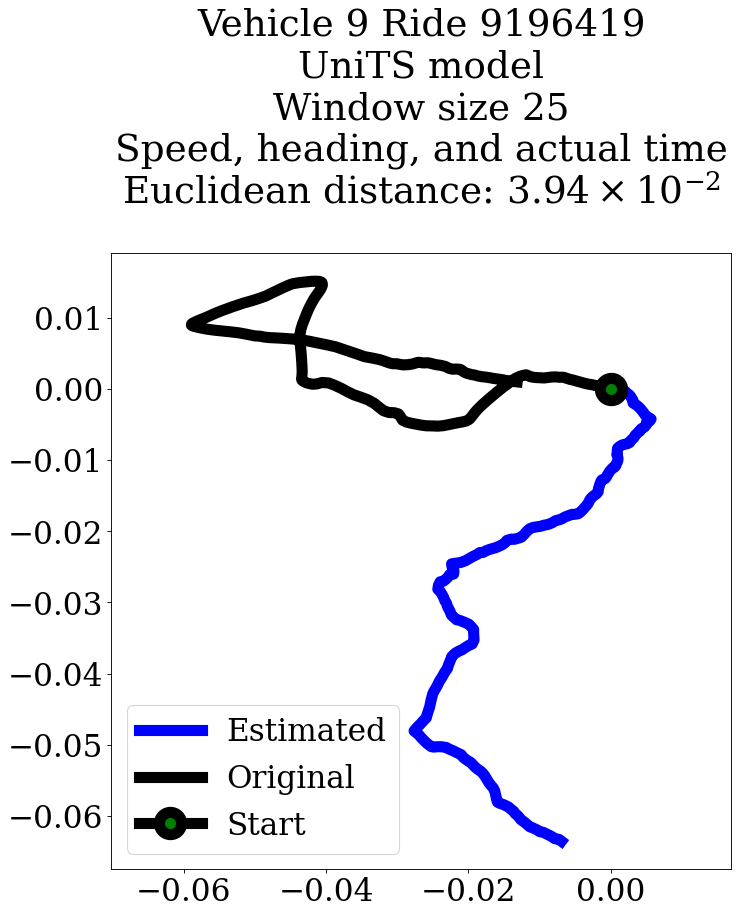 Vehicle 9 Ride 9196419
UniTS model
Window size 25
Speed, heading, and actual time
Euclidean distance: 3.94 × 10⁻²
0.01
0.00
−0.01
−0.02
−0.03
−0.04
−0.05
−0.06
Estimated
Original
Start
−0.06 −0.04 −0.02 0.00